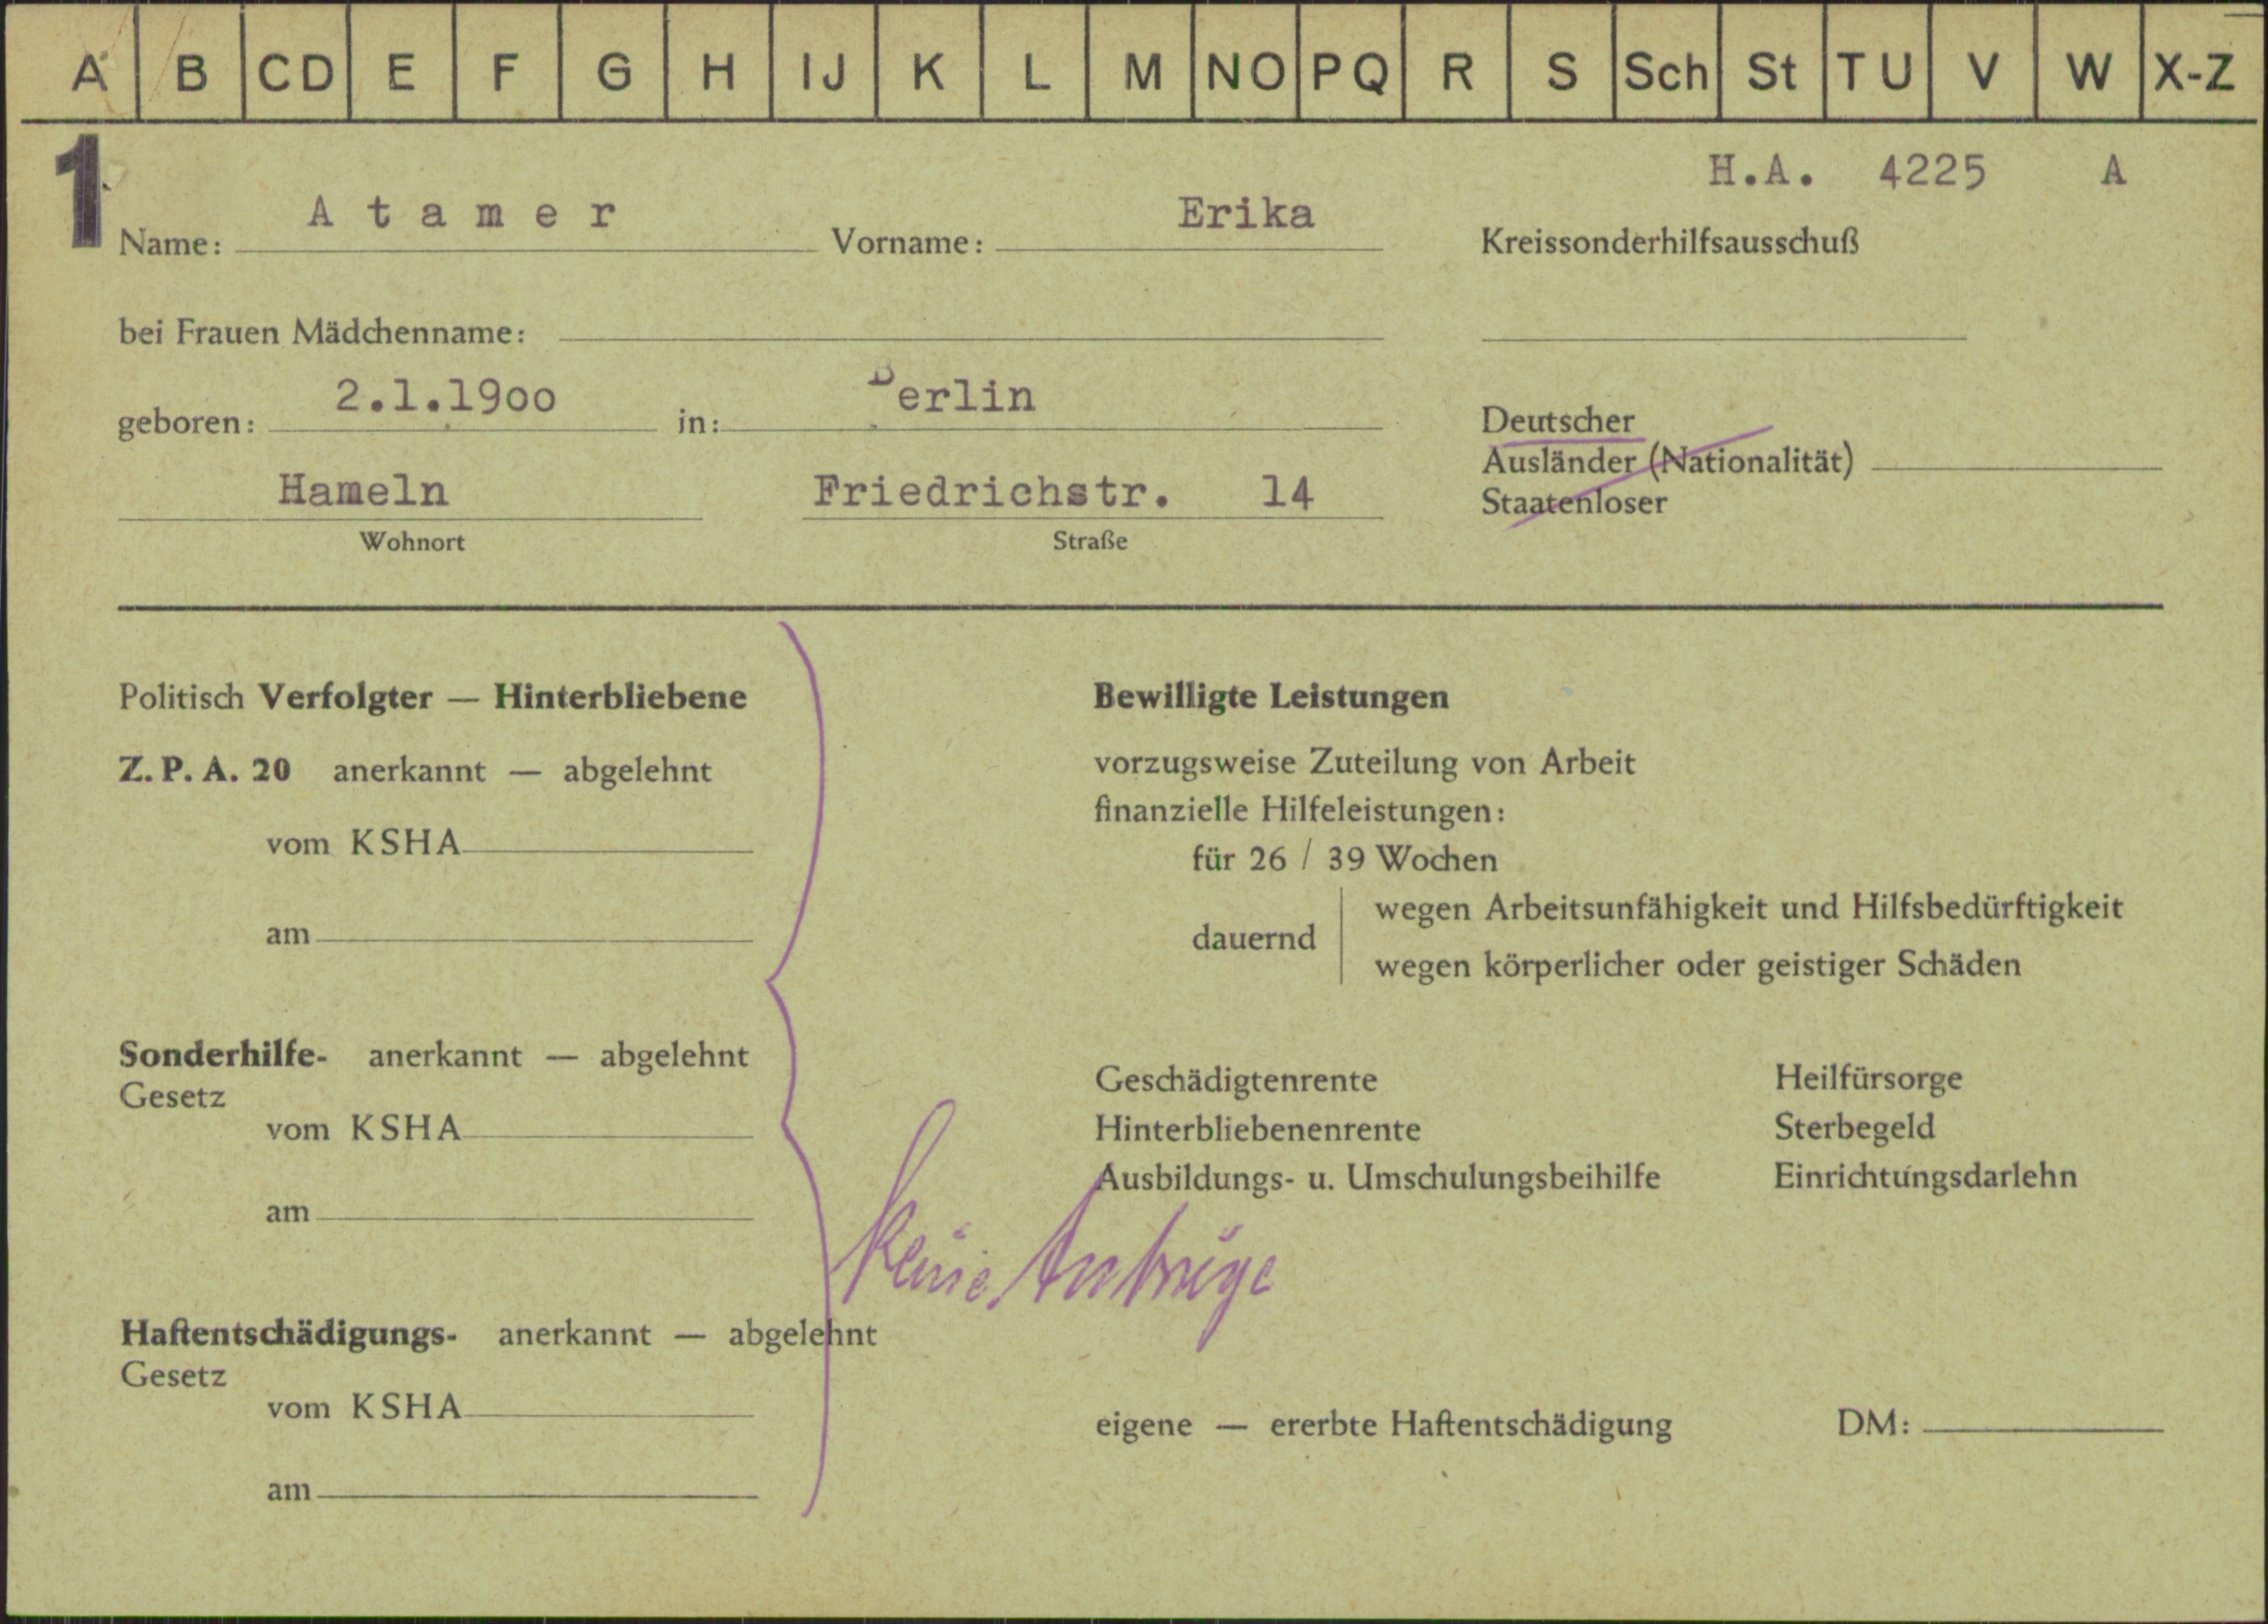 A B CD E F G H IJ K L M NO PQ R S Sch St TU V W X-Z
1
H.A. 4225 A
Name: Atamer Vorname: Erika Kreissonderhilfsausschuß
bei Frauen Mädchenname:
geboren: 2.1.1900 in: Berlin
Deutscher
Ausländer (Nationalität)
Staatenloser
Hameln Friedrichstr. 14
Wohnort Straße
Politisch Verfolgter — Hinterbliebene
Z. P. A. 20 anerkannt — abgelehnt
vom KSHA
am
Sonderhilfe- anerkannt — abgelehnt
Gesetz
vom KSHA
am
Haftentschädigungs- anerkannt — abgelehnt
Gesetz
vom KSHA
am
keine Anträge
Bewilligte Leistungen
vorzugsweise Zuteilung von Arbeit
finanzielle Hilfeleistungen:
für 26 / 39 Wochen
dauernd
wegen Arbeitsunfähigkeit und Hilfsbedürftigkeit
wegen körperlicher oder geistiger Schäden
Geschädigtenrente Heilfürsorge
Hinterbliebenenrente Sterbegeld
Ausbildungs- u. Umschulungsbeihilfe Einrichtungsdarlehn
eigene — ererbte Haftentschädigung DM: